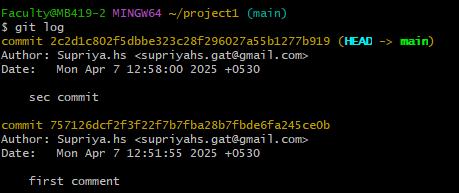 Faculty@MB419-2 MINGW64 ~/project1 (main)
$ git log
commit 2c2d1c802f5dbbe323c28f296027a55b1277b919 (HEAD -> main)
Author: Supriya.hs <supriyahs.gat@gmail.com>
Date:   Mon Apr 7 12:58:00 2025 +0530
    sec commit
commit 757126dcf2f3f22f7b7fba28b7fbde6fa245ce0b
Author: Supriya.hs <supriyahs.gat@gmail.com>
Date:   Mon Apr 7 12:51:55 2025 +0530
    first comment